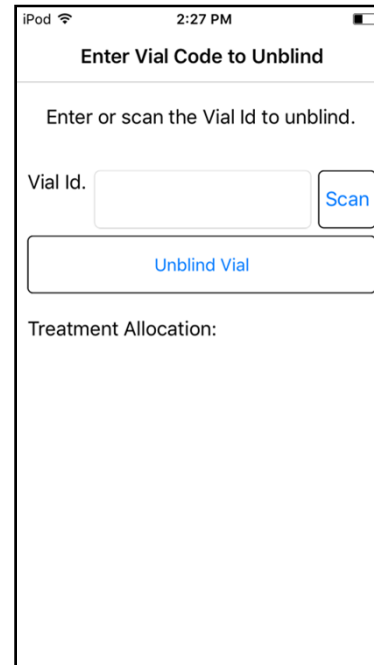 iPod 2:27 PM
Enter Vial Code to Unblind
Enter or scan the Vial Id to unblind.
Vial Id. Scan
Unblind Vial
Treatment Allocation: